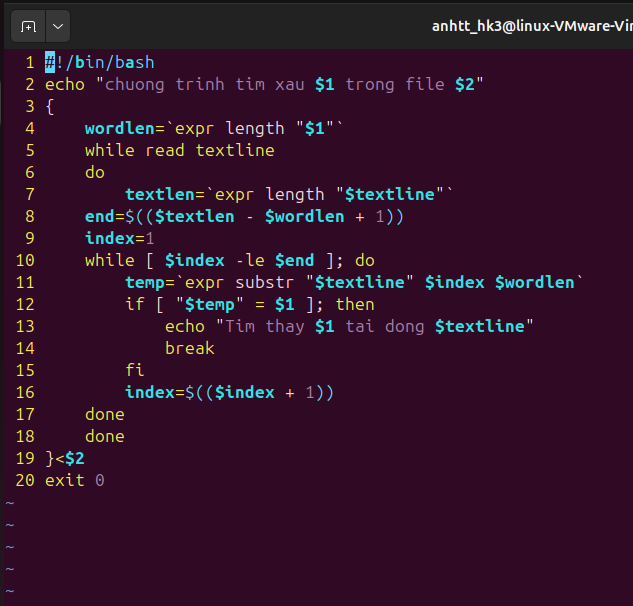 anhtt_hk3@linux-VMware-Vir
1 #!/bin/bash
2 echo "chuong trinh tim xau $1 trong file $2"
3 {
4     wordlen=`expr length "$1"`
5     while read textline
6     do
7         textlen=`expr length "$textline"`
8     end=$(($textlen - $wordlen + 1))
9     index=1
10     while [ $index -le $end ]; do
11         temp=`expr substr "$textline" $index $wordlen`
12         if [ "$temp" = $1 ]; then
13             echo "Tim thay $1 tai dong $textline"
14             break
15         fi
16         index=$(($index + 1))
17     done
18     done
19 }<$2
20 exit 0
~
~
~
~
~